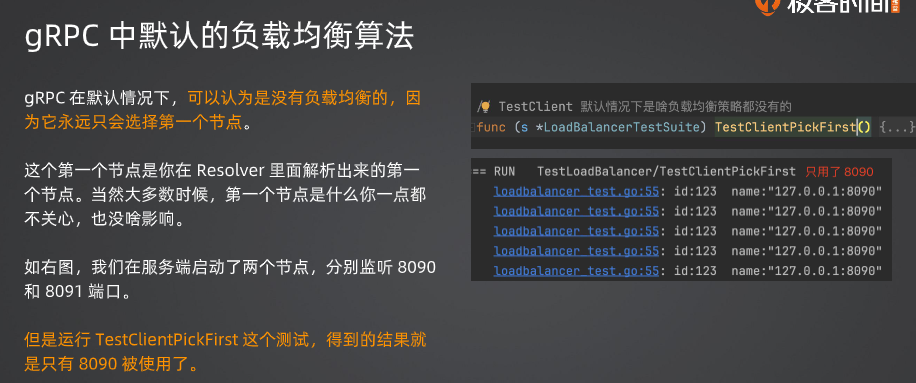 极客时间
gRPC 中默认的负载均衡算法
gRPC 在默认情况下，可以认为是没有负载均衡的，因
为它永远只会选择第一个节点。
这个第一个节点是你在 Resolver 里面解析出来的第一
个节点。当然大多数时候，第一个节点是什么你一点都
不关心，也没啥影响。
如右图，我们在服务端启动了两个节点，分别监听 8090
和 8091 端口。
但是运行 TestClientPickFirst 这个测试，得到的结果就
是只有 8090 被使用了。
/ TestClient 默认情况下是啥负载均衡策略都没有的
func (s *LoadBalancerTestSuite) TestClientPickFirst() {...}
== RUN TestLoadBalancer/TestClientPickFirst 只用了 8090
loadbalancer_test.go:55: id:123 name:"127.0.0.1:8090"
loadbalancer_test.go:55: id:123 name:"127.0.0.1:8090"
loadbalancer_test.go:55: id:123 name:"127.0.0.1:8090"
loadbalancer_test.go:55: id:123 name:"127.0.0.1:8090"
loadbalancer_test.go:55: id:123 name:"127.0.0.1:8090"